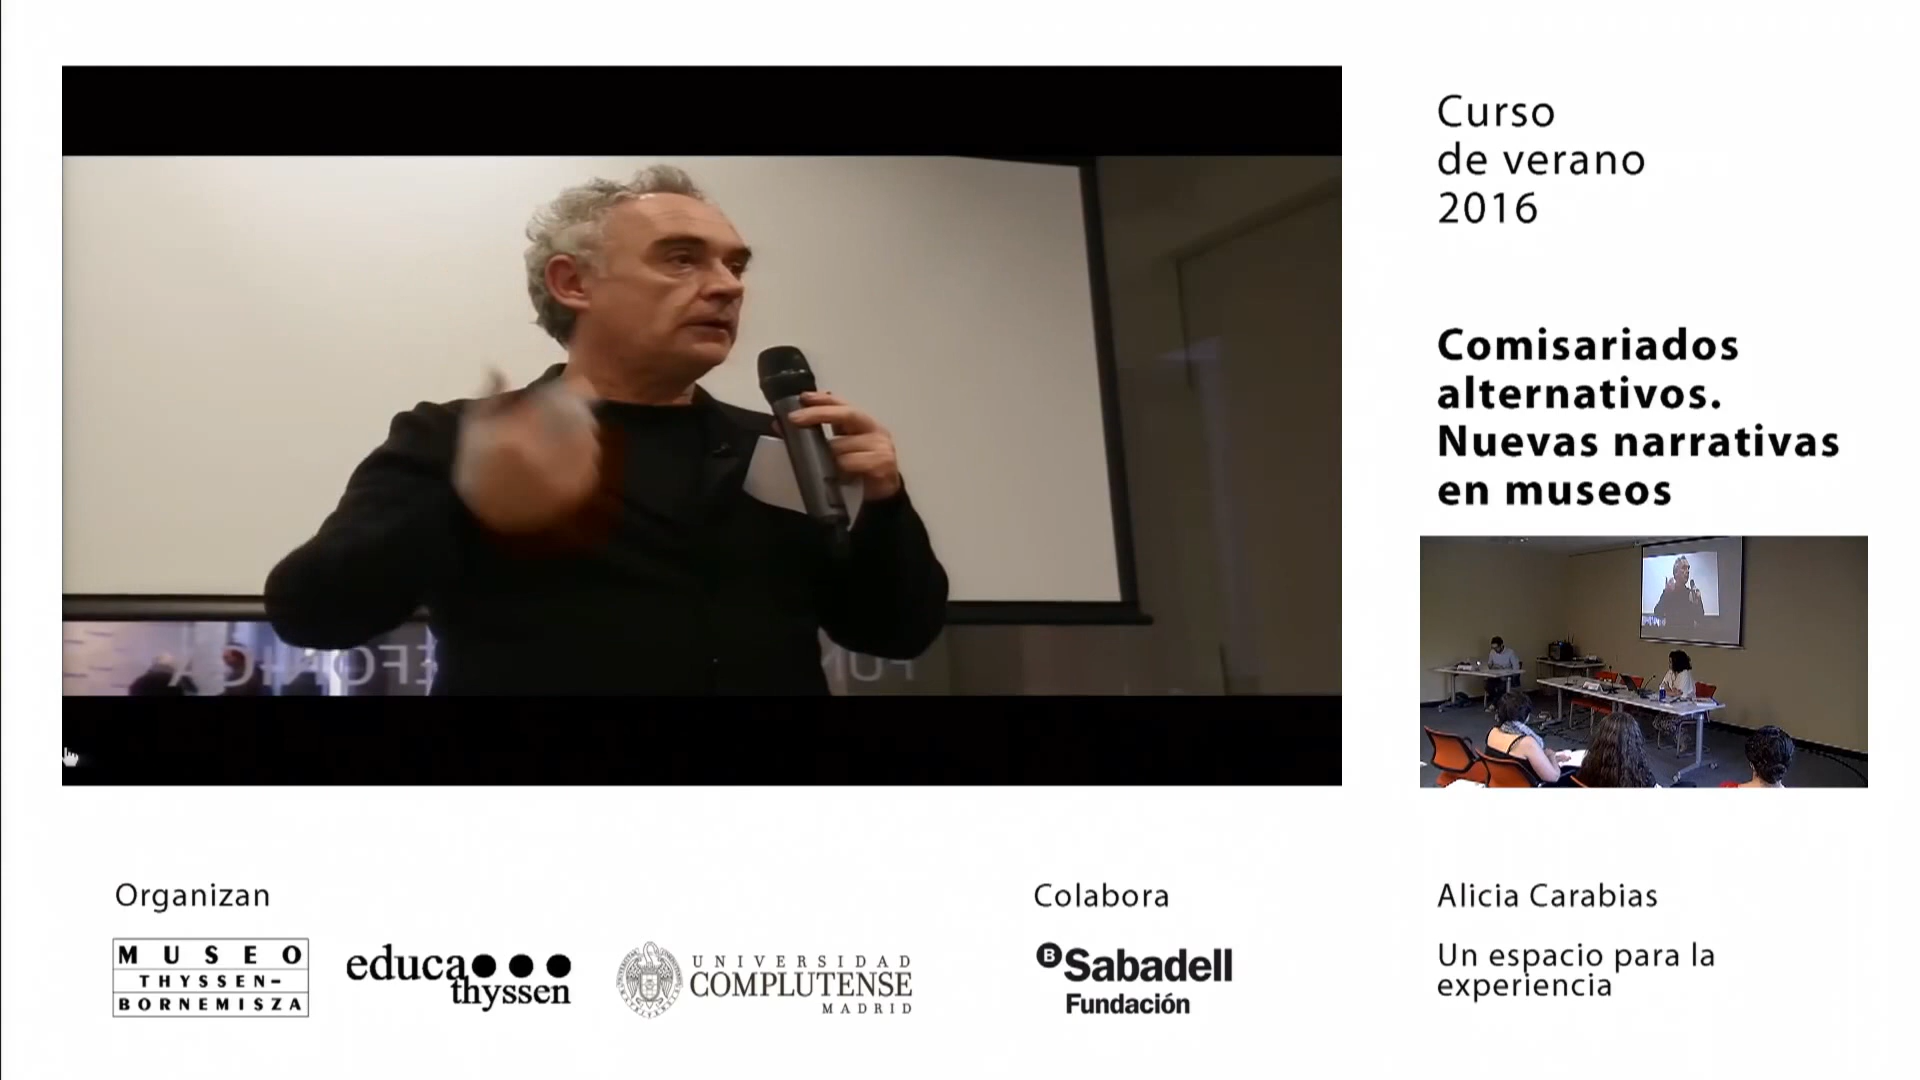 Curso
de verano
2016
Comisariados
alternativos.
Nuevas narrativas
en museos
Organizan
MUSEO
THYSSEN-
BORNEMISZA
educa
thyssen
UNIVERSIDAD
COMPLUTENSE
MADRID
Colabora
B Sabadell
Fundación
Alicia Carabias
Un espacio para la
experiencia